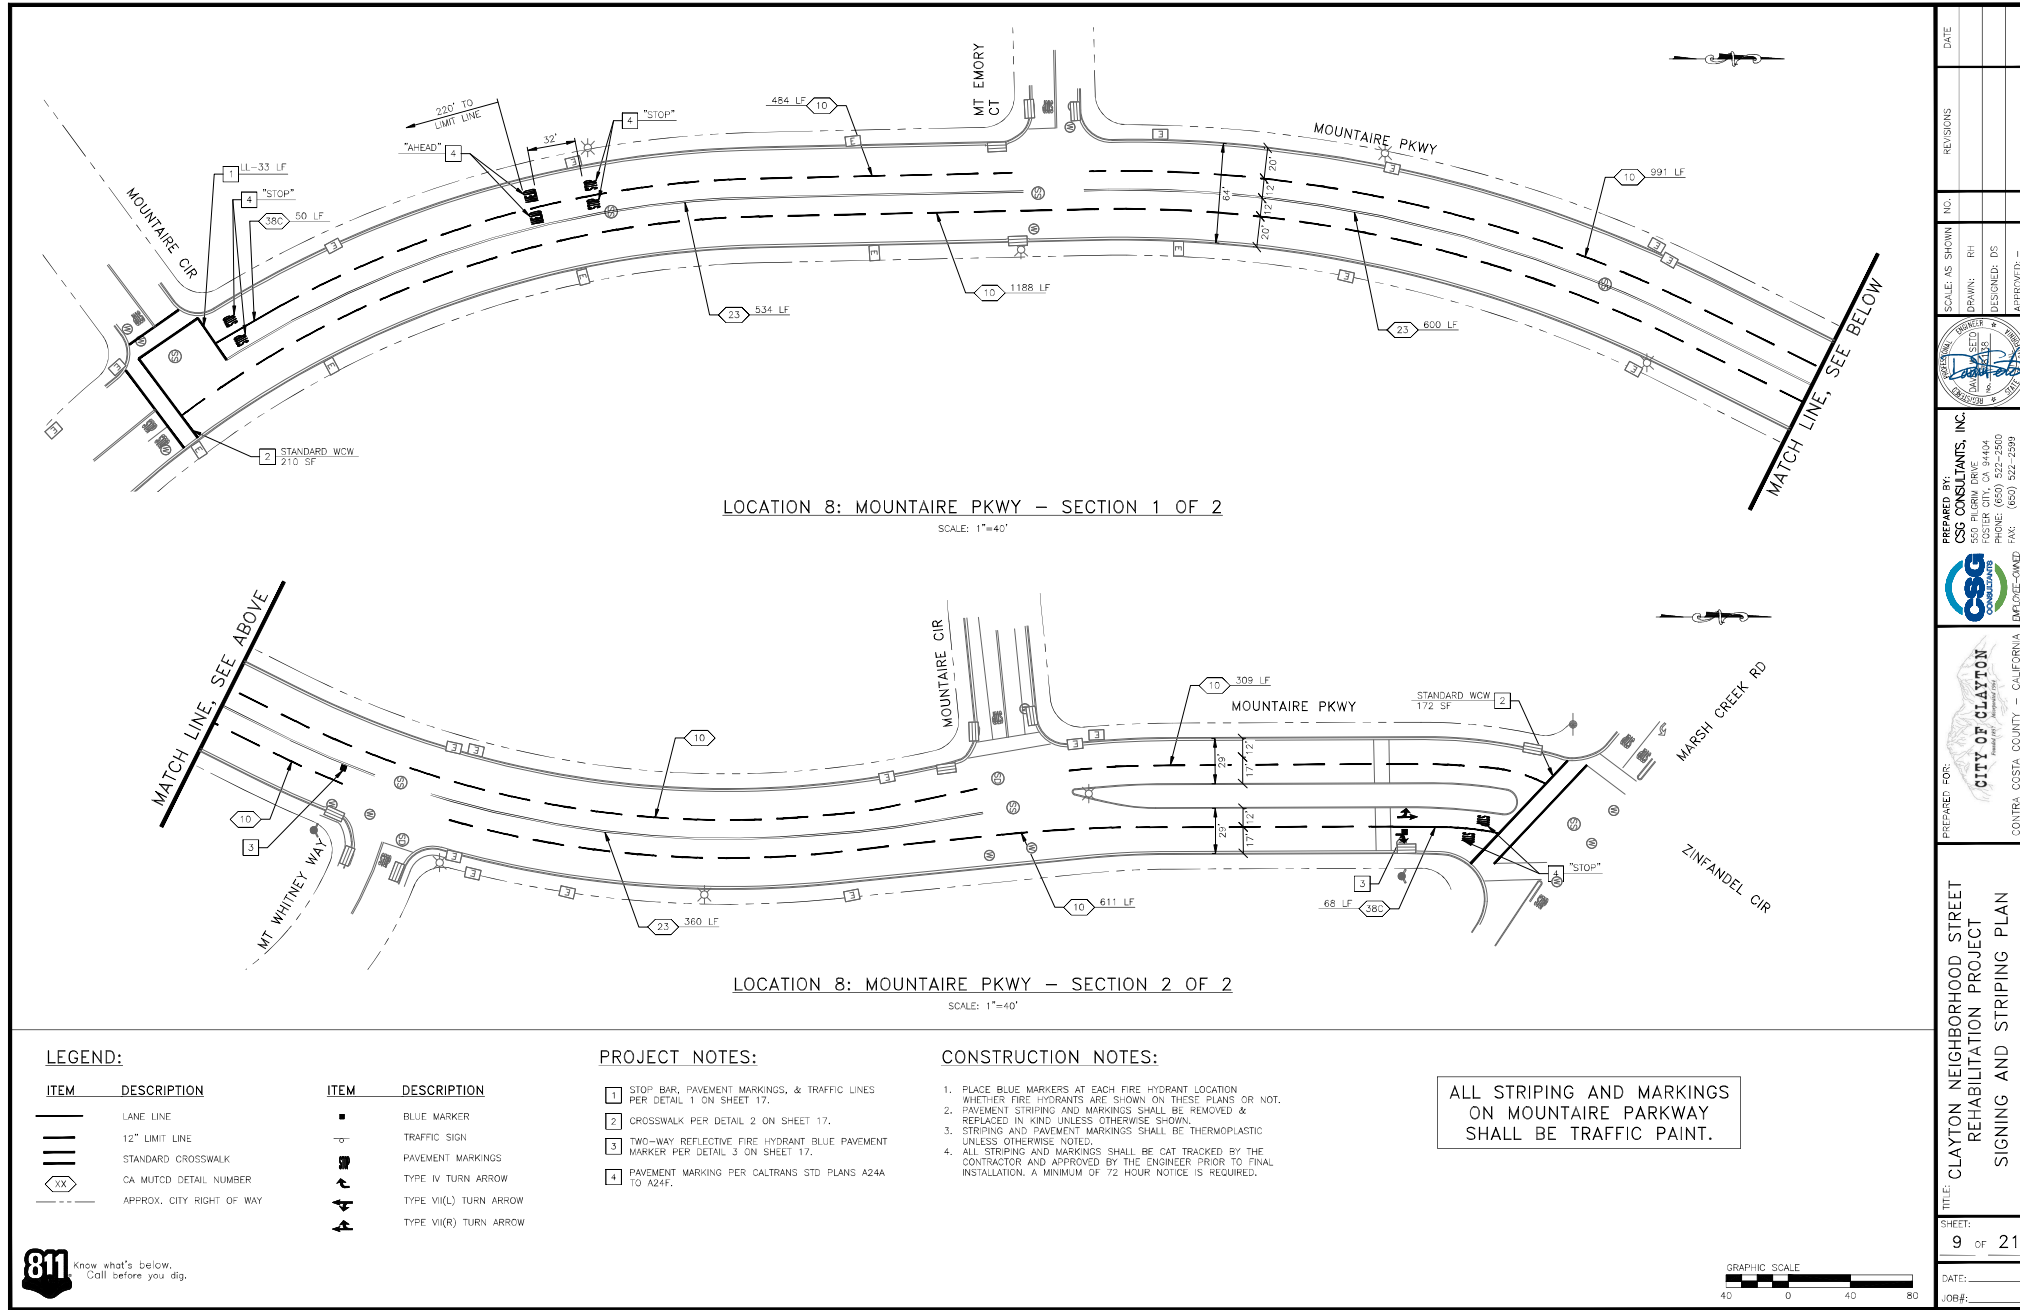 MT EMORY
CT
220' TO
LIMIT LINE
32'
4 "STOP"
484 LF
10
"AHEAD" 4
MOUNTAIRE PKWY
1 LL-33 LF
4 "STOP"
38C 50 LF
MOUNTAIRE CIR
64'
20'
12'
12'
20'
10 991 LF
10 1188 LF
23 534 LF
23 600 LF
2 STANDARD WCW
210 SF
MATCH LINE, SEE BELOW
LOCATION 8: MOUNTAIRE PKWY – SECTION 1 OF 2
SCALE: 1"=40'
MATCH LINE, SEE ABOVE
MOUNTAIRE CIR
10
10 309 LF
MOUNTAIRE PKWY
STANDARD WCW 2
172 SF
MARSH CREEK RD
29'
12'
17'
29'
12'
17'
10
3
MT WHITNEY WAY
23 360 LF
10 611 LF
3
68 LF 38C
4 "STOP"
ZINFANDEL CIR
LOCATION 8: MOUNTAIRE PKWY – SECTION 2 OF 2
SCALE: 1"=40'
LEGEND:
ITEM DESCRIPTION
LANE LINE
12" LIMIT LINE
STANDARD CROSSWALK
XX CA MUTCD DETAIL NUMBER
APPROX. CITY RIGHT OF WAY
ITEM DESCRIPTION
BLUE MARKER
TRAFFIC SIGN
PAVEMENT MARKINGS
TYPE IV TURN ARROW
TYPE VII(L) TURN ARROW
TYPE VII(R) TURN ARROW
PROJECT NOTES:
1 STOP BAR, PAVEMENT MARKINGS, & TRAFFIC LINES
PER DETAIL 1 ON SHEET 17.
2 CROSSWALK PER DETAIL 2 ON SHEET 17.
3 TWO-WAY REFLECTIVE FIRE HYDRANT BLUE PAVEMENT
MARKER PER DETAIL 3 ON SHEET 17.
4 PAVEMENT MARKING PER CALTRANS STD PLANS A24A
TO A24F.
CONSTRUCTION NOTES:
1. PLACE BLUE MARKERS AT EACH FIRE HYDRANT LOCATION
WHETHER FIRE HYDRANTS ARE SHOWN ON THESE PLANS OR NOT.
2. PAVEMENT STRIPING AND MARKINGS SHALL BE REMOVED &
REPLACED IN KIND UNLESS OTHERWISE SHOWN.
3. STRIPING AND PAVEMENT MARKINGS SHALL BE THERMOPLASTIC
UNLESS OTHERWISE NOTED.
4. ALL STRIPING AND MARKINGS SHALL BE CAT TRACKED BY THE
CONTRACTOR AND APPROVED BY THE ENGINEER PRIOR TO FINAL
INSTALLATION. A MINIMUM OF 72 HOUR NOTICE IS REQUIRED.
ALL STRIPING AND MARKINGS
ON MOUNTAIRE PARKWAY
SHALL BE TRAFFIC PAINT.
811
Know what's below.
Call before you dig.
GRAPHIC SCALE
40 0 40 80
DATE
REVISIONS
NO.
SCALE: AS SHOWN
DRAWN: RH
DESIGNED: DS
APPROVED: –
REGISTERED PROFESSIONAL ENGINEER
PREPARED BY:
CSG CONSULTANTS, INC.
550 PILGRIM DRIVE
FOSTER CITY, CA 94404
PHONE: (650) 522-2500
FAX: (650) 522-2599
CSG
CONSULTANTS
EMPLOYEE-OWNED
PREPARED FOR:
CITY OF CLAYTON
CONTRA COSTA COUNTY – CALIFORNIA
TITLE:
CLAYTON NEIGHBORHOOD STREET
REHABILITATION PROJECT
SIGNING AND STRIPING PLAN
SHEET:
9 OF 21
DATE:
JOB#: